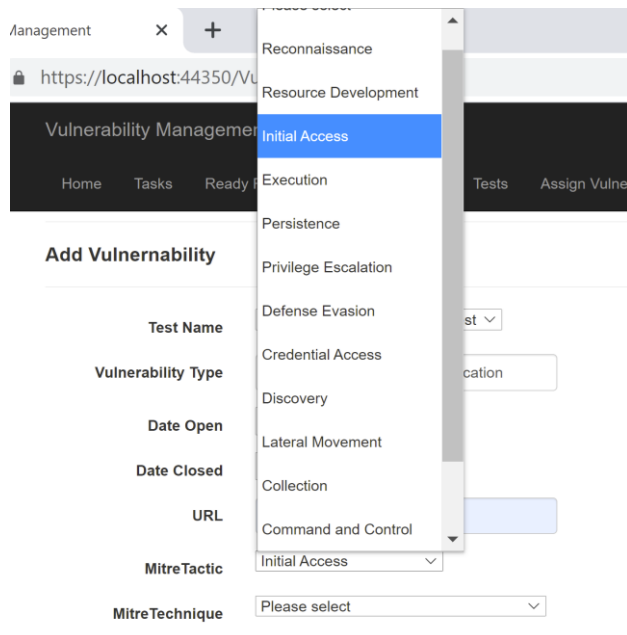 Management
https://localhost:44350/Vu
Please select
Reconnaissance
Resource Development
Initial Access
Execution
Persistence
Privilege Escalation
Defense Evasion
Credential Access
Discovery
Lateral Movement
Collection
Command and Control
Vulnerability Managemen
Home Tasks Ready Tests Assign Vulne
Add Vulnernability
Test Name st
Vulnerability Type cation
Date Open
Date Closed
URL
MitreTactic Initial Access
MitreTechnique Please select